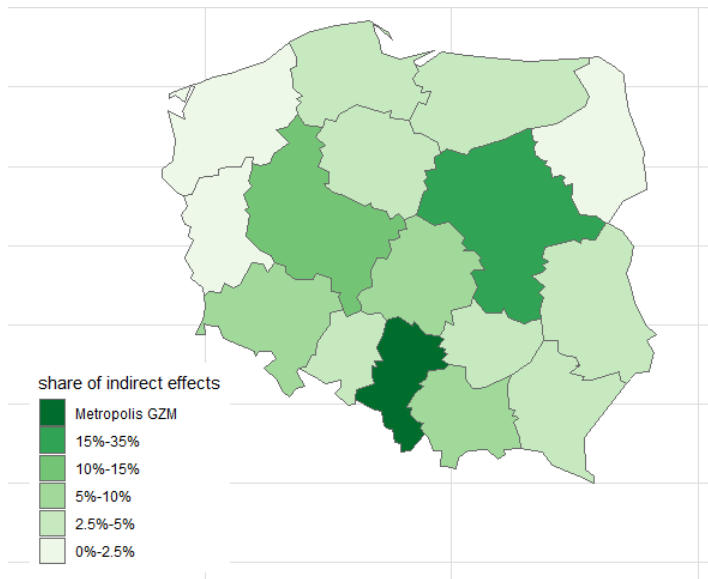 share of indirect effects
Metropolis GZM
15%-35%
10%-15%
5%-10%
2.5%-5%
0%-2.5%